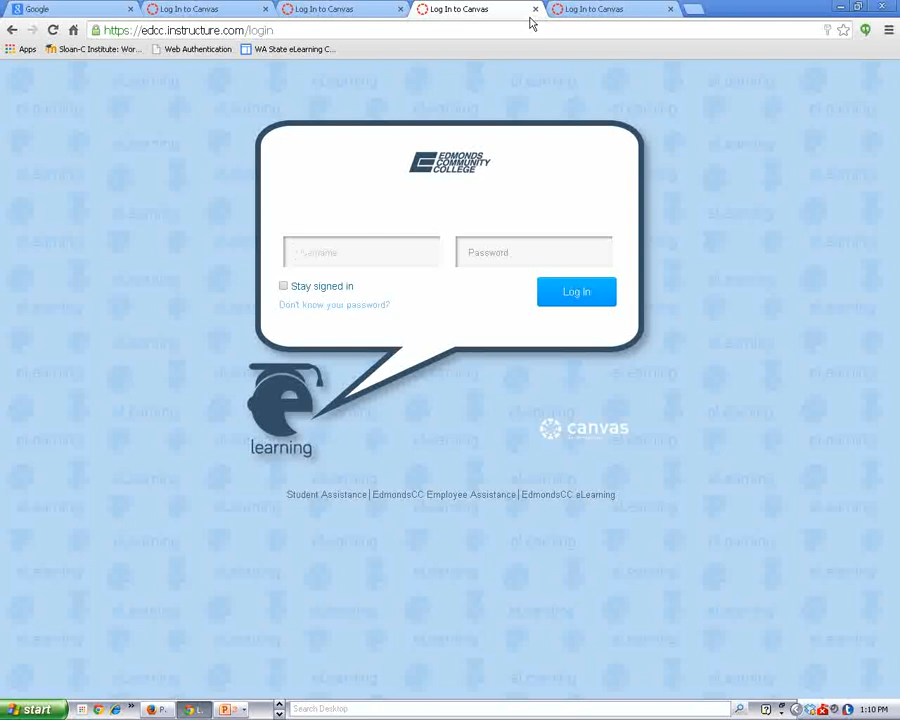 Google
Log In to Canvas
Log In to Canvas
Log In to Canvas
Log In to Canvas
https://edcc.instructure.com/login
Apps
Sloan-C Institute: Wor...
Web Authentication
WA State eLearning C...
EDMONDS
COMMUNITY
COLLEGE
Username
Password
Stay signed in
Log In
Don't know your password?
e
learning
canvas
Student Assistance | EdmondsCC Employee Assistance | EdmondsCC eLearning
start
Search Desktop
1:10 PM